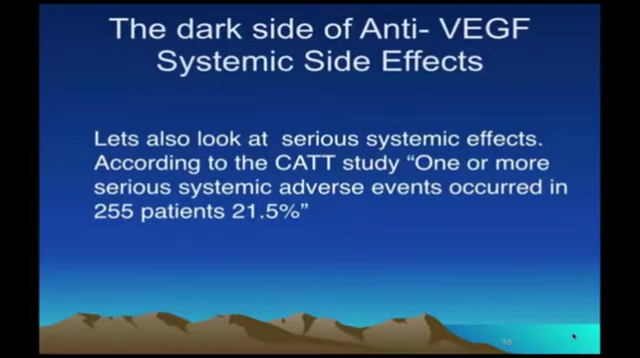 The dark side of Anti- VEGF
Systemic Side Effects
Lets also look at serious systemic effects.
According to the CATT study “One or more
serious systemic adverse events occurred in
255 patients 21.5%”
10